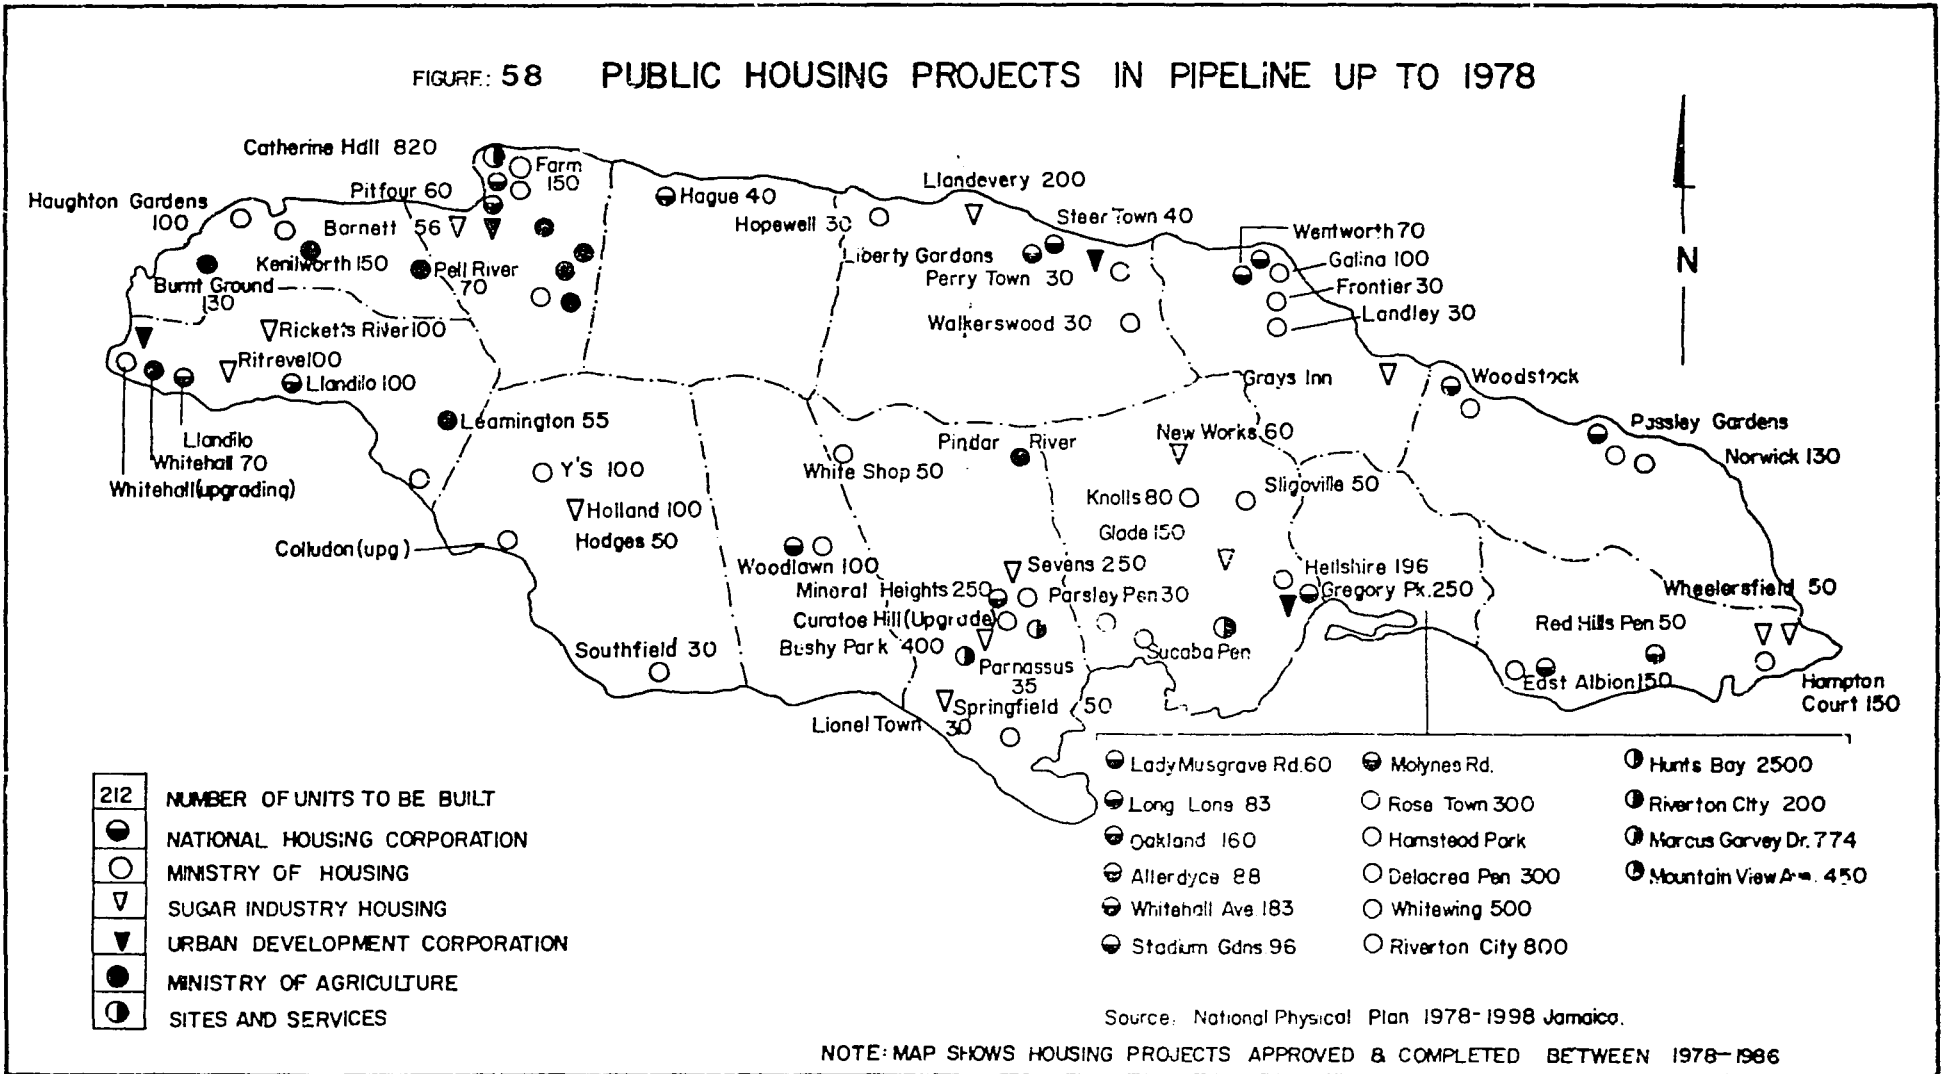 FIGURE: 58 PUBLIC HOUSING PROJECTS IN PIPELINE UP TO 1978
Catherine Hall 820
Farm
150
Pitfour 60
Haughton Gardens
100
Barnett 56
Kenilworth 150
Burnt Ground
130
Pell River
70
Hague 40
Hopewell 30
Llandevery 200
Steer Town 40
Liberty Gardens
Perry Town 30
Walkerswood 30
Wentworth 70
Galina 100
Frontier 30
Landley 30
N
Ricket's River 100
Ritreve 100
Llandilo 100
Llandilo
Whitehall 70
Whitehall (upgrading)
Leamington 55
Y'S 100
Holland 100
Hodges 50
Colludon (upg)
Southfield 30
White Shop 50
Woodlawn 100
Pindar River
Grays Inn
New Works 60
Knolls 80
Sligoville 50
Glade 150
Woodstock
Passley Gardens
Norwick 130
Sevens 250
Mineral Heights 250
Parsley Pen 30
Curatoe Hill (Upgrade)
Bushy Park 400
Parnassus
35
Sucaba Pen
Springfield 50
Lionel Town 30
Hellshire 196
Gregory Pk. 250
Wheelersfield 50
Red Hills Pen 50
East Albion 150
Hampton
Court 150
Lady Musgrave Rd. 60
Long Lane 83
Oakland 160
Allerdyce 88
Whitehall Ave. 183
Stadium Gdns 96
Molynes Rd.
Rose Town 300
Hamstead Park
Delacrea Pen 300
Whitewing 500
Riverton City 800
Hunts Bay 2500
Riverton City 200
Marcus Garvey Dr. 774
Mountain View Ave. 450
212 NUMBER OF UNITS TO BE BUILT
NATIONAL HOUSING CORPORATION
MINISTRY OF HOUSING
SUGAR INDUSTRY HOUSING
URBAN DEVELOPMENT CORPORATION
MINISTRY OF AGRICULTURE
SITES AND SERVICES
Source: National Physical Plan 1978-1998 Jamaica.
NOTE: MAP SHOWS HOUSING PROJECTS APPROVED & COMPLETED BETWEEN 1978-1986